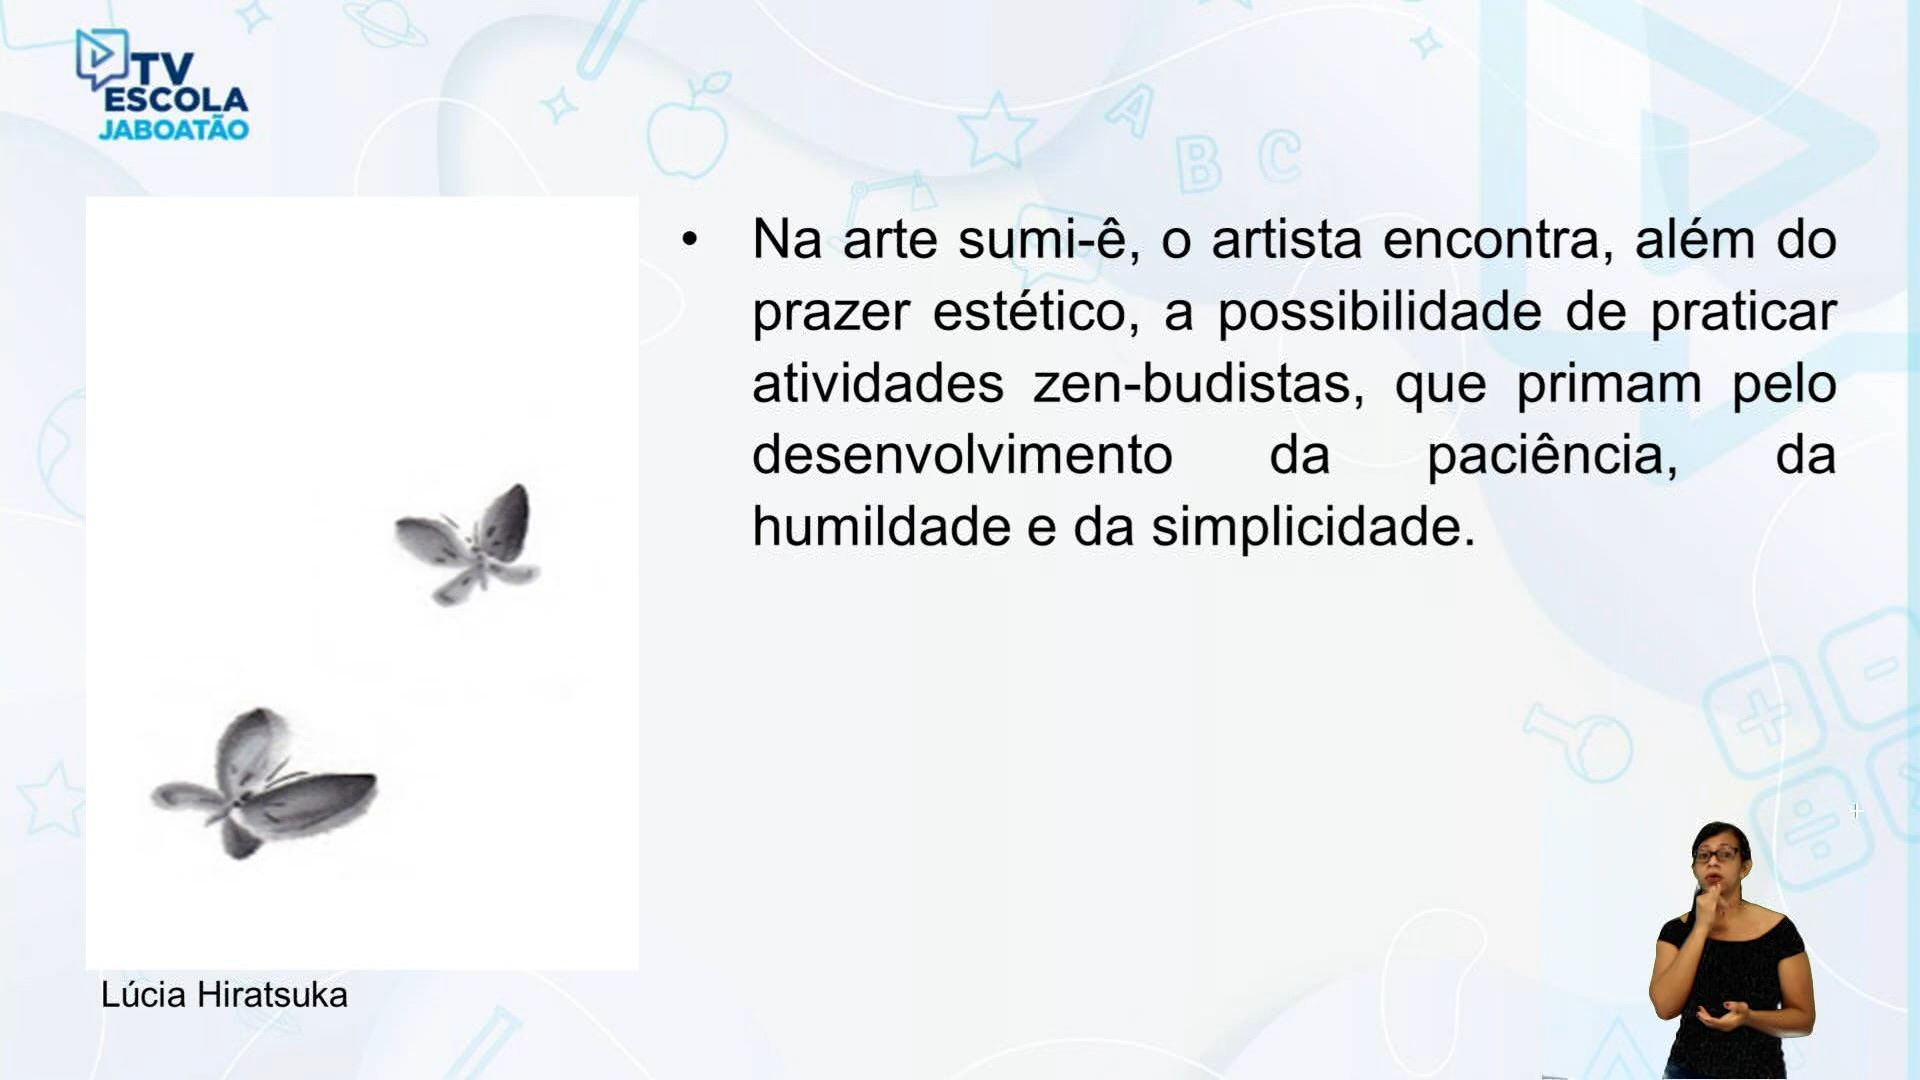 TV
ESCOLA
JABOATÃO
A
B C
• Na arte sumi-ê, o artista encontra, além do
prazer estético, a possibilidade de praticar
atividades zen-budistas, que primam pelo
desenvolvimento da paciência, da
humildade e da simplicidade.
Lúcia Hiratsuka